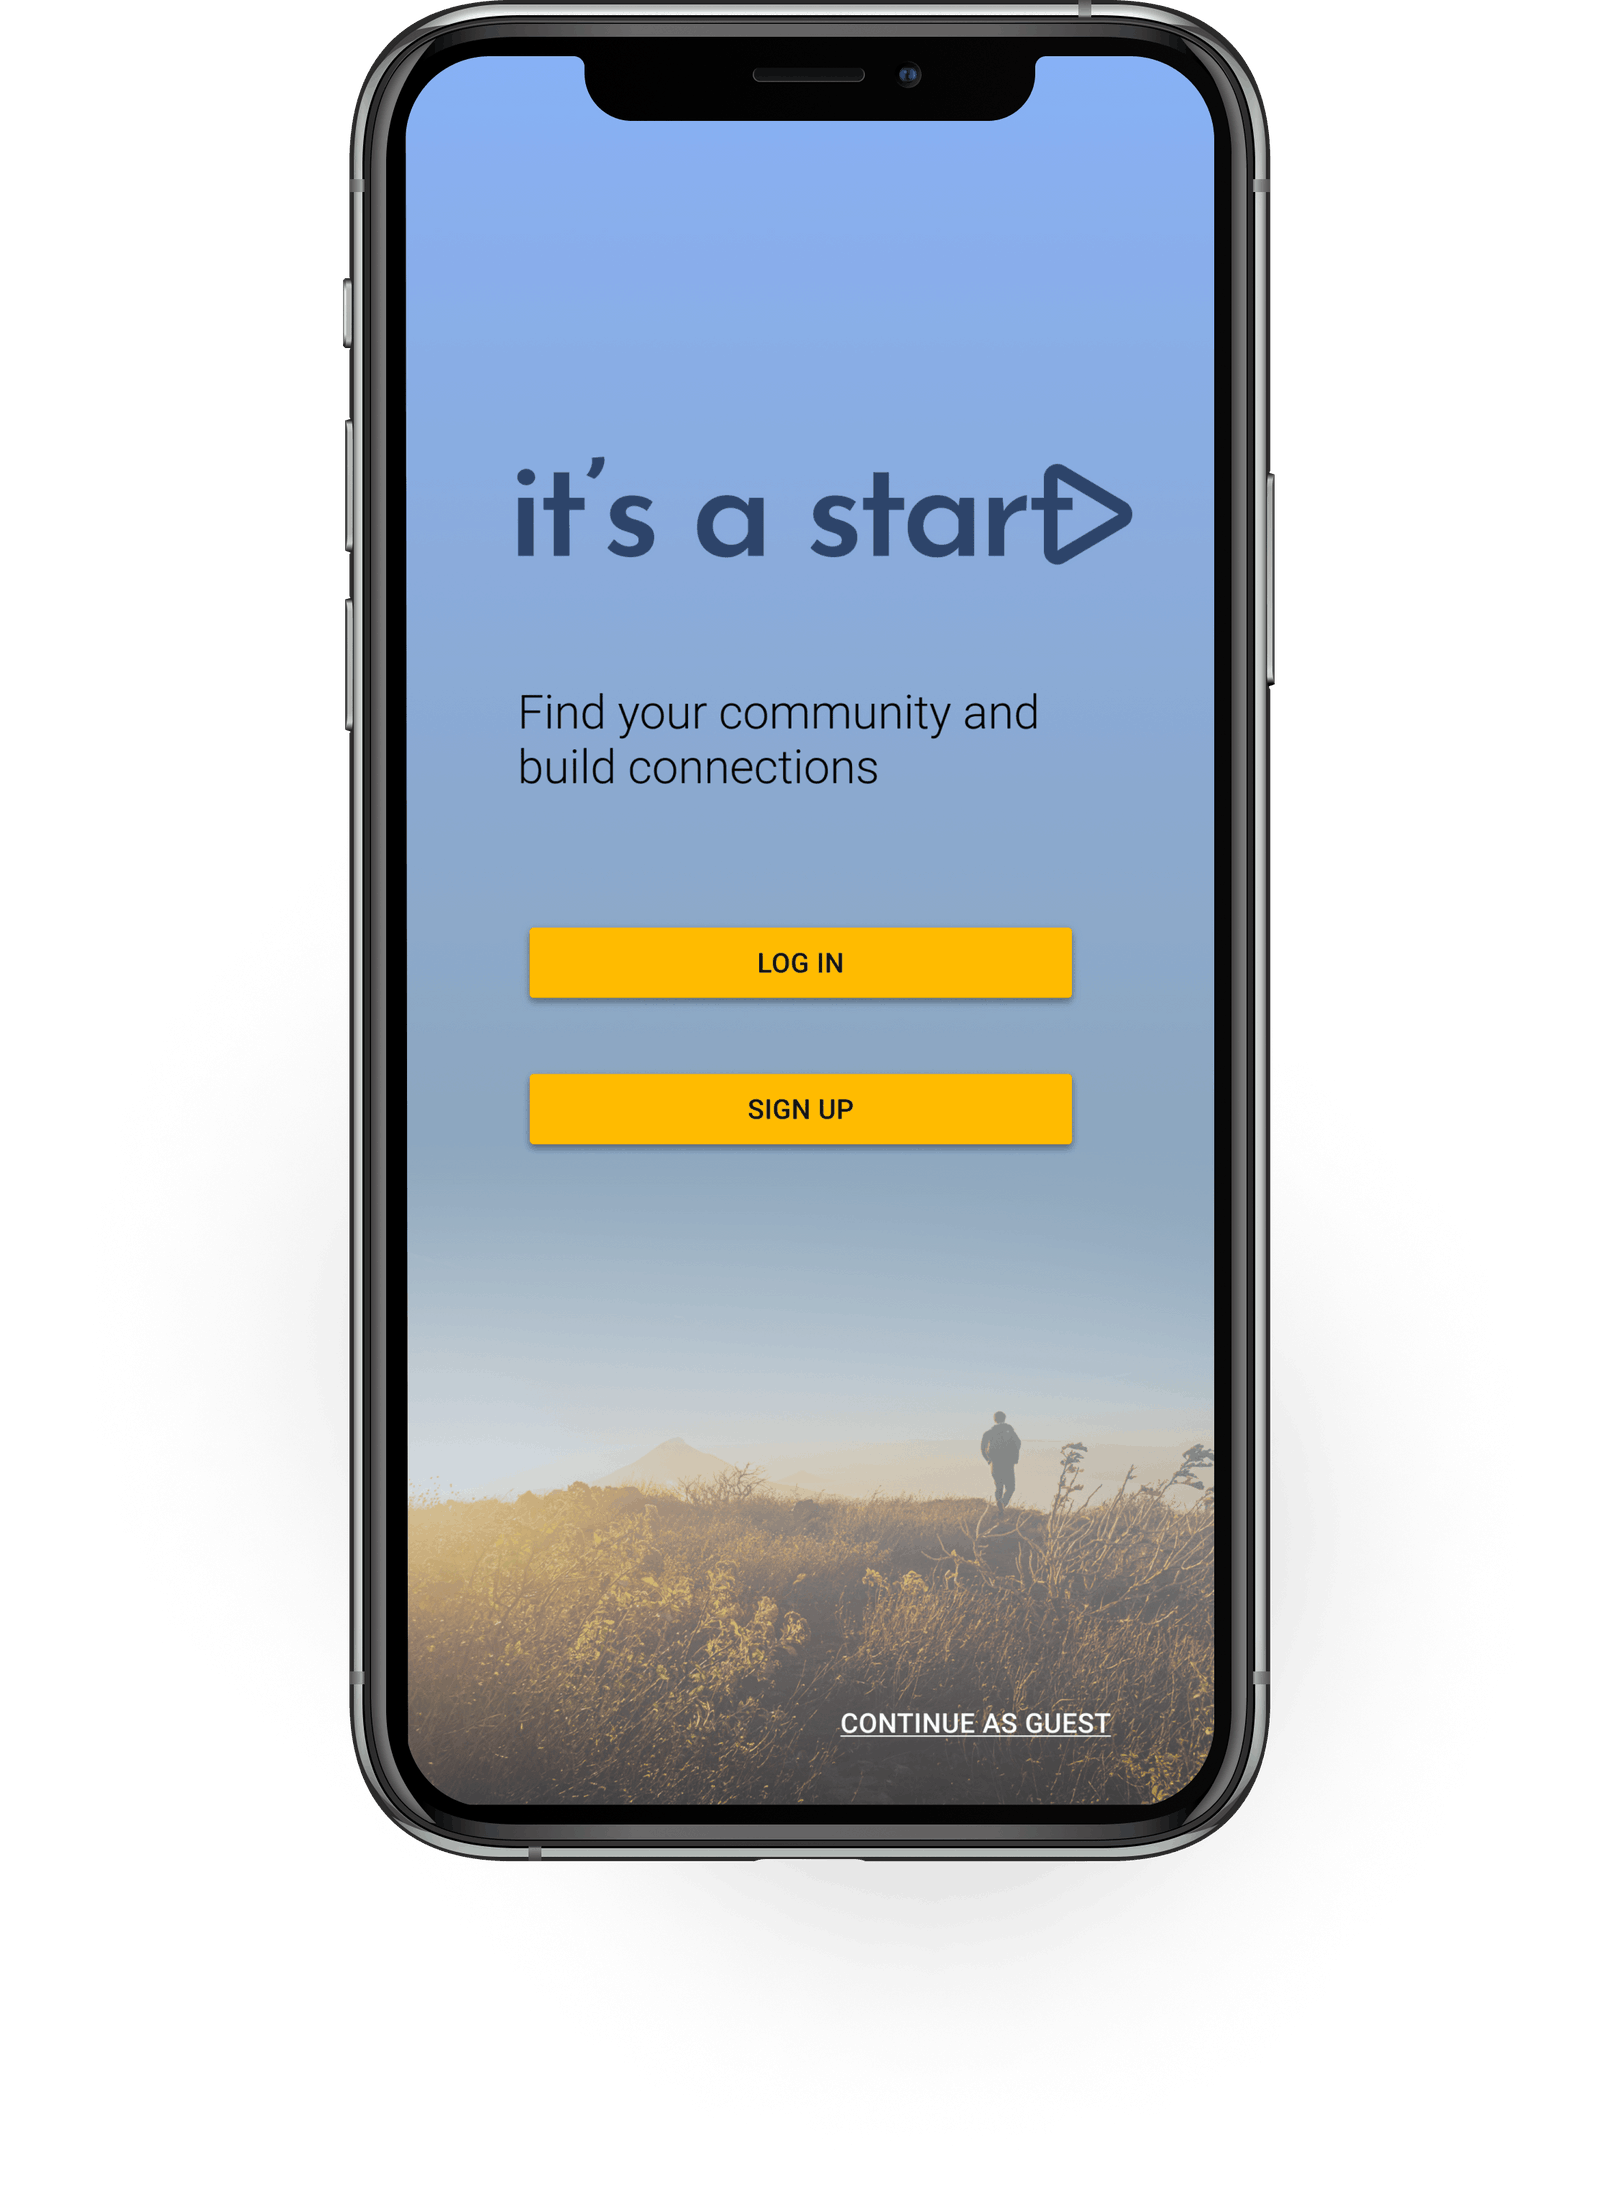 it's a start
Find your community and
build connections
LOG IN
SIGN UP
CONTINUE AS GUEST